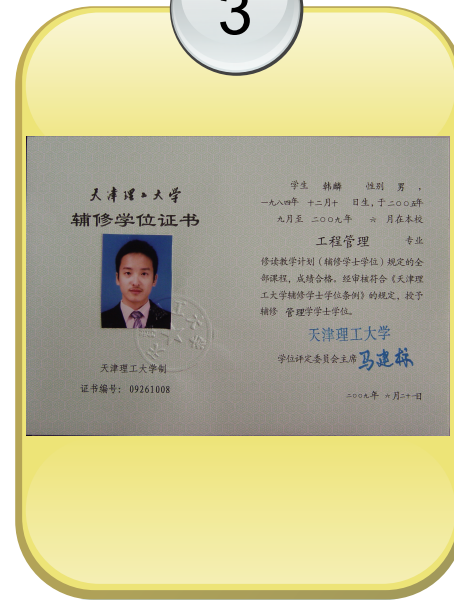 3
天津理工大学
辅修学位证书
天津理工大学制
证书编号： 09261008
学生 韩麟 性别 男 ，
一九八四年 十二月十 日生，于二〇〇五年
九月至 二〇〇九年 六 月在本校
工程管理 专业
修读教学计划（辅修学士学位）规定的全
部课程，成绩合格。经审核符合《天津理
工大学辅修学士学位条例》的规定，授予
辅修 管理学学士学位。
天津理工大学
学位评定委员会主席 马建标
二〇〇九年 六月二十一日